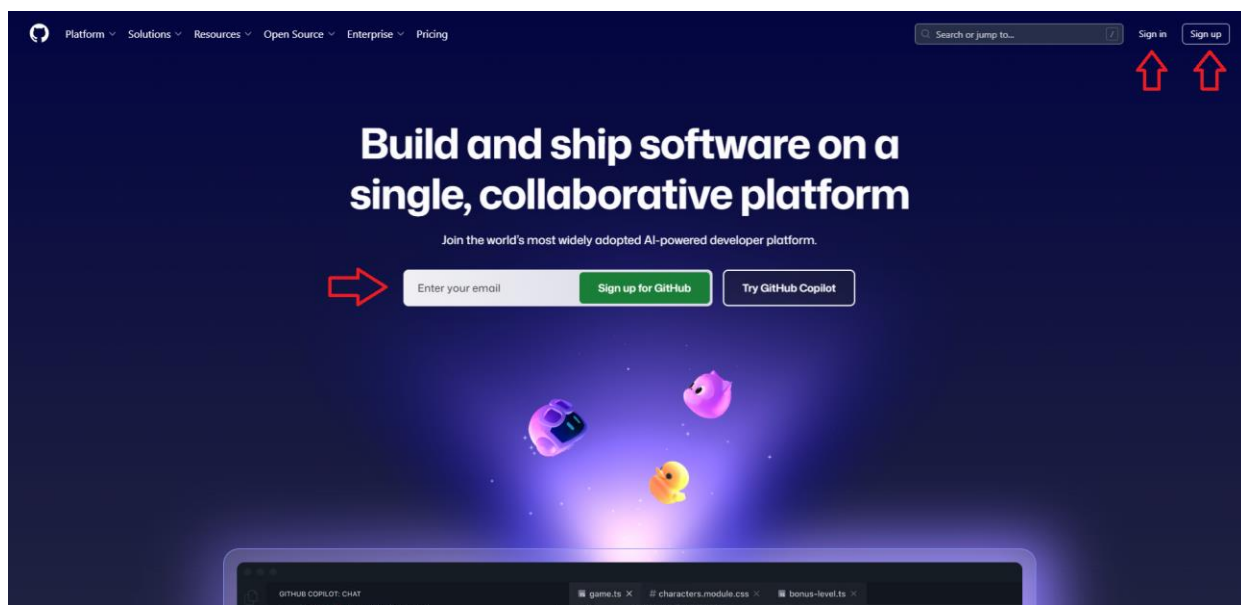 Platform Solutions Resources Open Source Enterprise Pricing Search or jump to... / Sign in Sign up
Build and ship software on a
single, collaborative platform
Join the world's most widely adopted AI-powered developer platform.
Enter your email Sign up for GitHub Try GitHub Copilot
GITHUB COPILOT: CHAT game.ts × # characters.module.css × bonus-level.ts ×